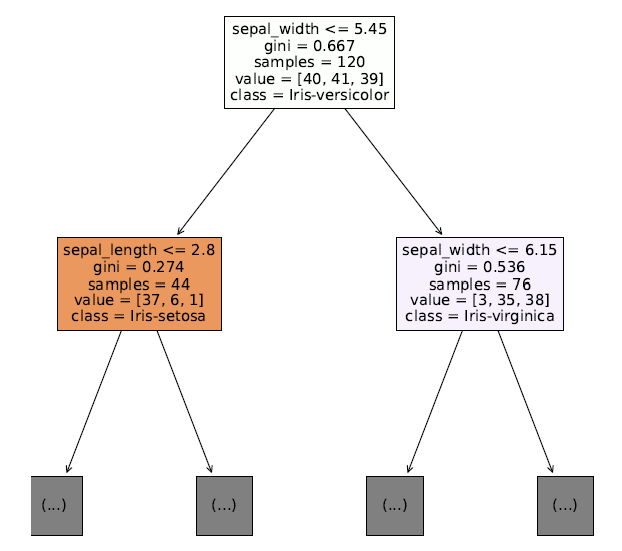 sepal_width <= 5.45
gini = 0.667
samples = 120
value = [40, 41, 39]
class = Iris-versicolor
sepal_length <= 2.8
gini = 0.274
samples = 44
value = [37, 6, 1]
class = Iris-setosa
sepal_width <= 6.15
gini = 0.536
samples = 76
value = [3, 35, 38]
class = Iris-virginica
(...)
(...)
(...)
(...)